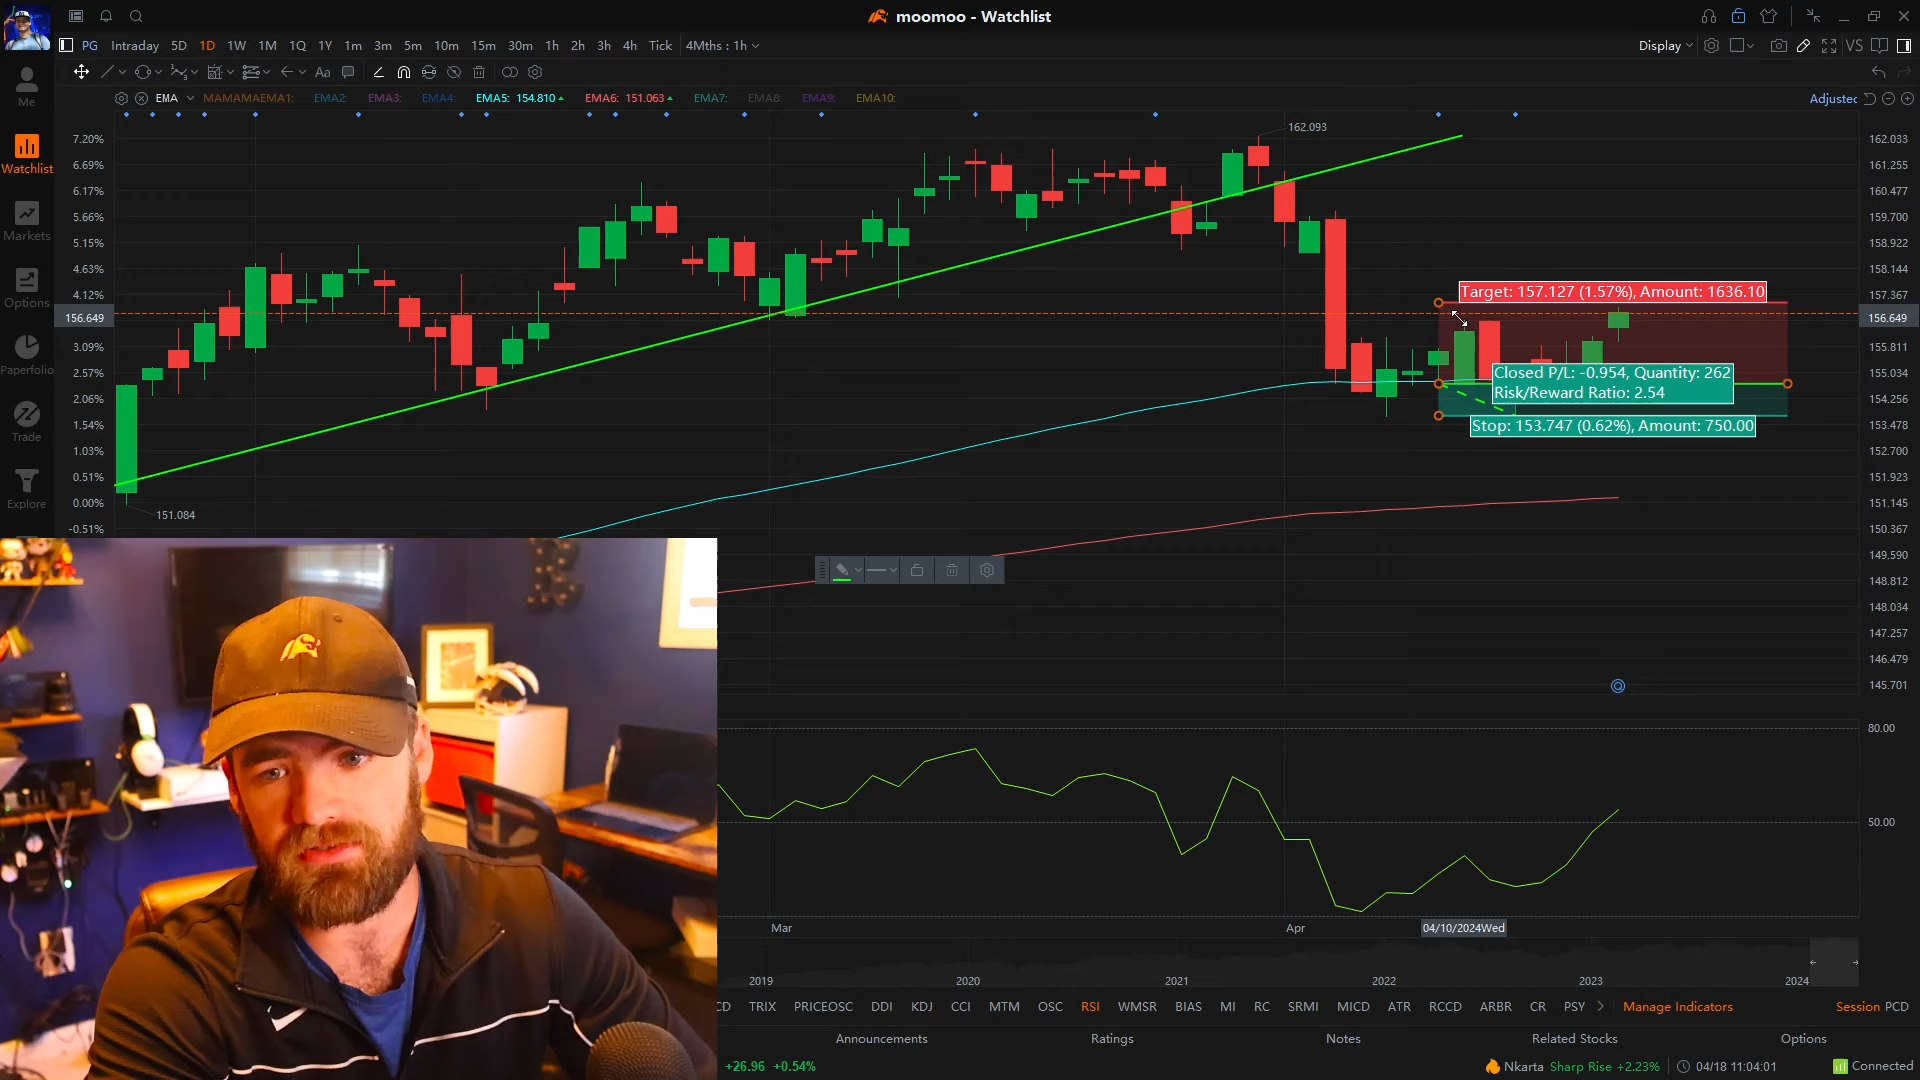 moomoo - Watchlist
PG Intraday 5D 1D 1W 1M 1Q 1Y 1m 3m 5m 10m 15m 30m 1h 2h 3h 4h Tick 4Mths : 1h
Display VS
Aa
EMA MAMAMAEMA1: EMA2: EMA3: EMA4: EMA5: 154.810 EMA6: 151.063 EMA7: EMA8: EMA9: EMA10:
Adjusted
Me
Watchlist
Markets
Options
Paperfolio
Trade
Explore
7.20%
6.69%
6.17%
5.66%
5.15%
4.63%
4.12%
156.649
3.09%
2.57%
2.06%
1.54%
1.03%
0.51%
0.00%
-0.51%
162.093
151.084
Target: 157.127 (1.57%), Amount: 1636.10
Closed P/L: -0.954, Quantity: 262
Risk/Reward Ratio: 2.54
Stop: 153.747 (0.62%), Amount: 750.00
162.033
161.255
160.477
159.700
158.922
158.144
157.367
156.649
155.811
155.034
154.256
153.478
152.700
151.923
151.145
150.367
149.590
148.812
148.034
147.257
146.479
145.701
80.00
50.00
Mar Apr 04/10/2024Wed
2019 2020 2021 2022 2023 2024
CD TRIX PRICEOSC DDI KDJ CCI MTM OSC RSI WMSR BIAS MI RC SRMI MICD ATR RCCD ARBR CR PSY Manage Indicators Session PCD
Announcements Ratings Notes Related Stocks Options
+26.96 +0.54% Nkarta Sharp Rise +2.23% 04/18 11:04:01 Connected